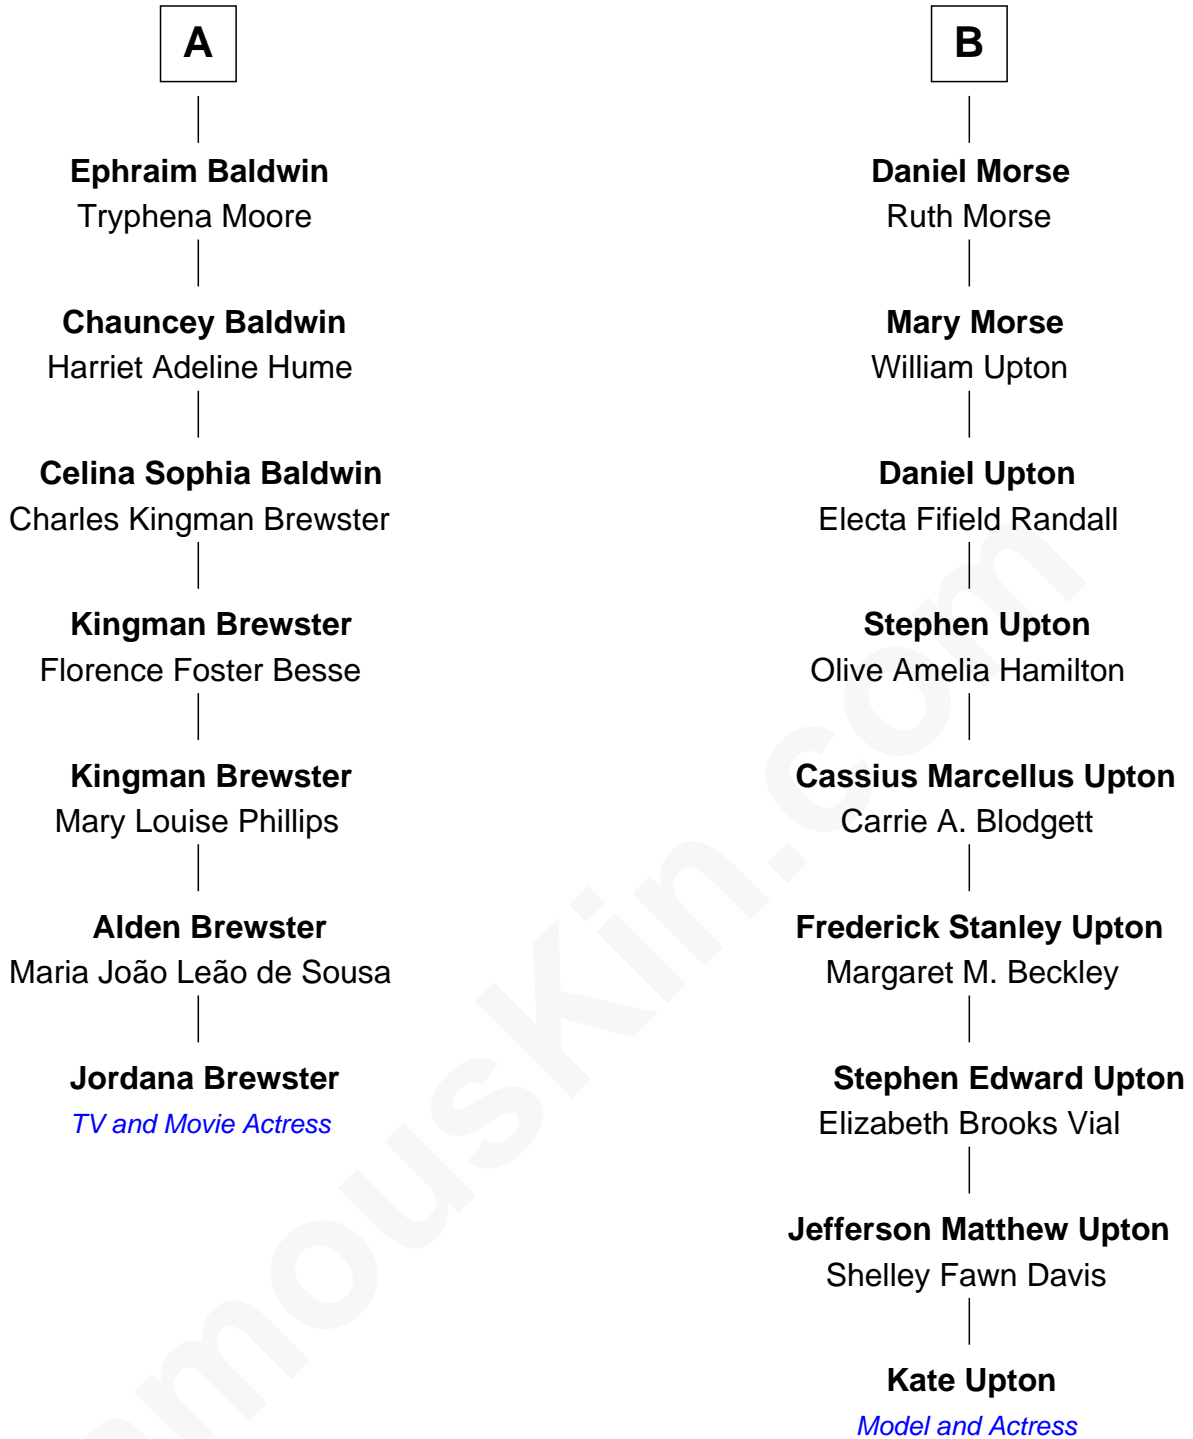 A
Ephraim Baldwin
Tryphena Moore
Chauncey Baldwin
Harriet Adeline Hume
Celina Sophia Baldwin
Charles Kingman Brewster
Kingman Brewster
Florence Foster Besse
Kingman Brewster
Mary Louise Phillips
Alden Brewster
Maria João Leão de Sousa
Jordana Brewster
TV and Movie Actress
B
Daniel Morse
Ruth Morse
Mary Morse
William Upton
Daniel Upton
Electa Fifield Randall
Stephen Upton
Olive Amelia Hamilton
Cassius Marcellus Upton
Carrie A. Blodgett
Frederick Stanley Upton
Margaret M. Beckley
Stephen Edward Upton
Elizabeth Brooks Vial
Jefferson Matthew Upton
Shelley Fawn Davis
Kate Upton
Model and Actress
amouskin.com